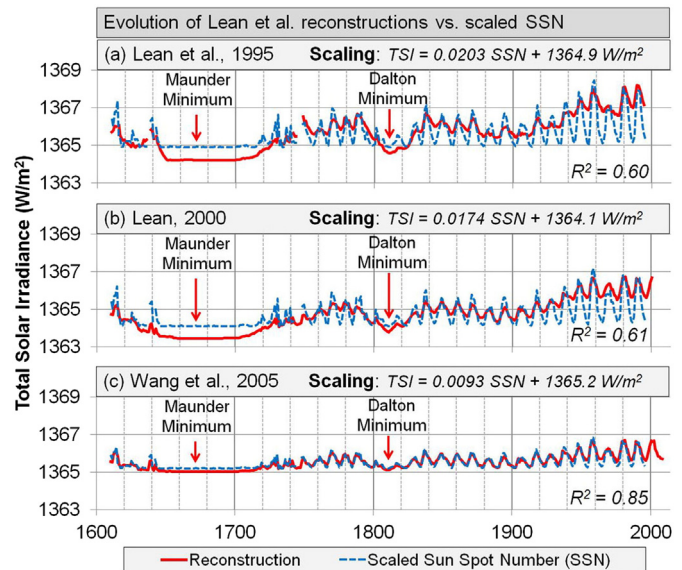 Evolution of Lean et al. reconstructions vs. scaled SSN
(a) Lean et al., 1995 Scaling: TSI = 0.0203 SSN + 1364.9 W/m²
1369
1367
1365
1363
Maunder
Minimum
Dalton
Minimum
R² = 0.60
(b) Lean, 2000 Scaling: TSI = 0.0174 SSN + 1364.1 W/m²
1369
1367
1365
1363
Maunder
Minimum
Dalton
Minimum
R² = 0.61
(c) Wang et al., 2005 Scaling: TSI = 0.0093 SSN + 1365.2 W/m²
1369
1367
1365
1363
Maunder
Minimum
Dalton
Minimum
R² = 0.85
Total Solar Irradiance (W/m²)
1600 1700 1800 1900 2000
Reconstruction Scaled Sun Spot Number (SSN)